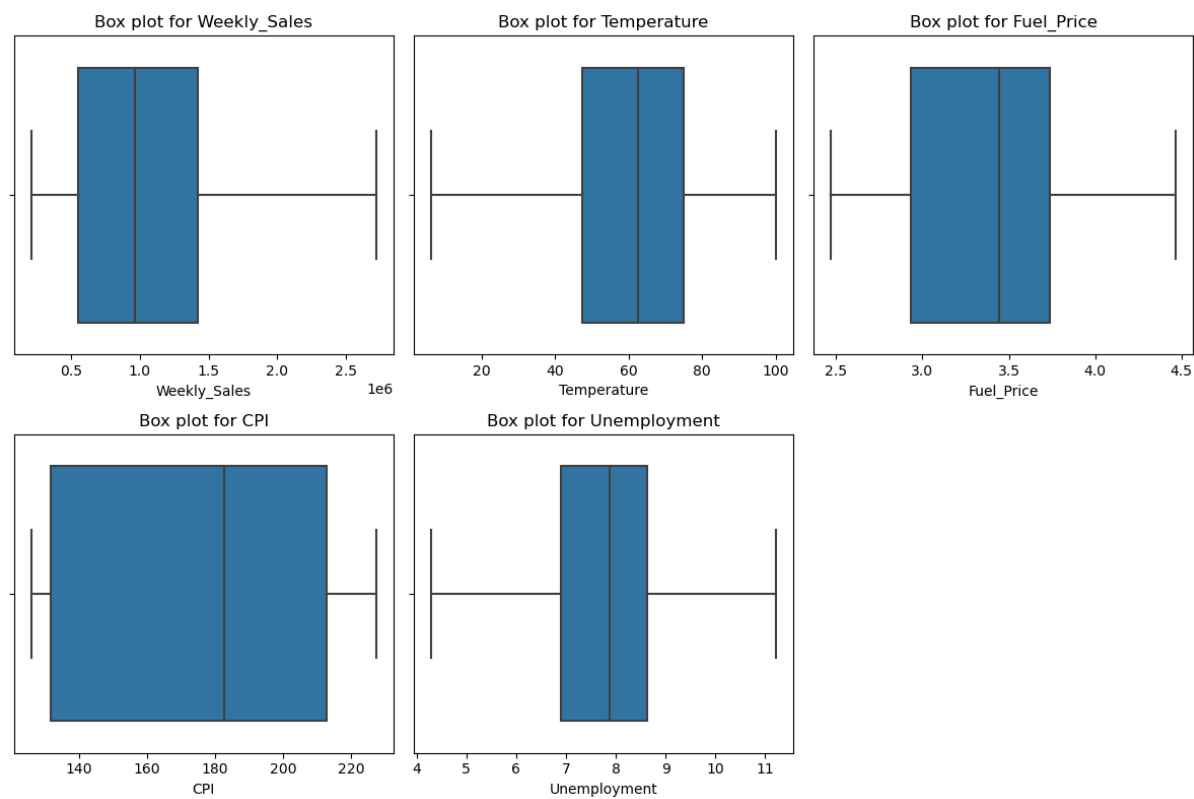 Box plot for Weekly_Sales
0.5 1.0 1.5 2.0 2.5
1e6
Weekly_Sales
Box plot for Temperature
20 40 60 80 100
Temperature
Box plot for Fuel_Price
2.5 3.0 3.5 4.0 4.5
Fuel_Price
Box plot for CPI
140 160 180 200 220
CPI
Box plot for Unemployment
4 5 6 7 8 9 10 11
Unemployment